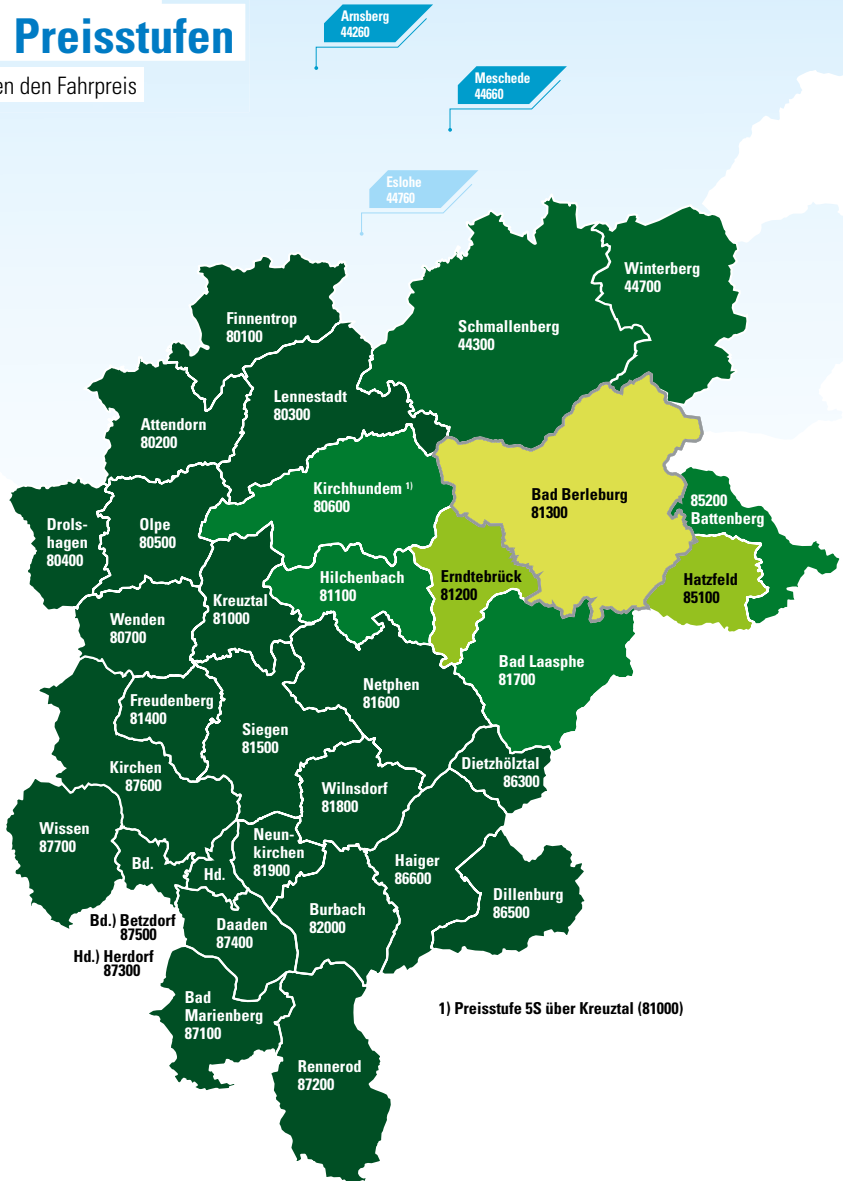 Preisstufen
en den Fahrpreis
Arnsberg
44260
Meschede
44660
Eslohe
44760
Winterberg
44700
Finnentrop
80100
Schmallenberg
44300
Lennestadt
80300
Attendorn
80200
Kirchhundem 1)
80600
Bad Berleburg
81300
85200
Battenberg
Drols-
hagen
80400
Olpe
80500
Hilchenbach
81100
Erndtebrück
81200
Hatzfeld
85100
Kreuztal
81000
Wenden
80700
Bad Laasphe
81700
Netphen
81600
Freudenberg
81400
Siegen
81500
Dietzhölztal
86300
Kirchen
87600
Wilnsdorf
81800
Wissen
87700
Neun-
kirchen
81900
Bd.
Hd.
Haiger
86600
Dillenburg
86500
Burbach
82000
Bd.) Betzdorf
87500
Daaden
87400
Hd.) Herdorf
87300
Bad
Marienberg
87100
1) Preisstufe 5S über Kreuztal (81000)
Rennerod
87200